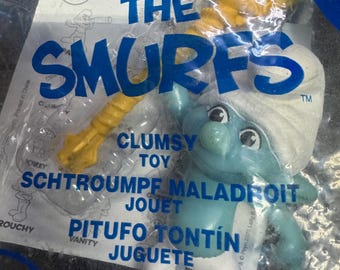 THE
SMURFS
TM
CLUMSY
TOY
SCHTROUMPF MALADROIT
JOUET
PITUFO TONTÍN
JUGUETE
VANITY